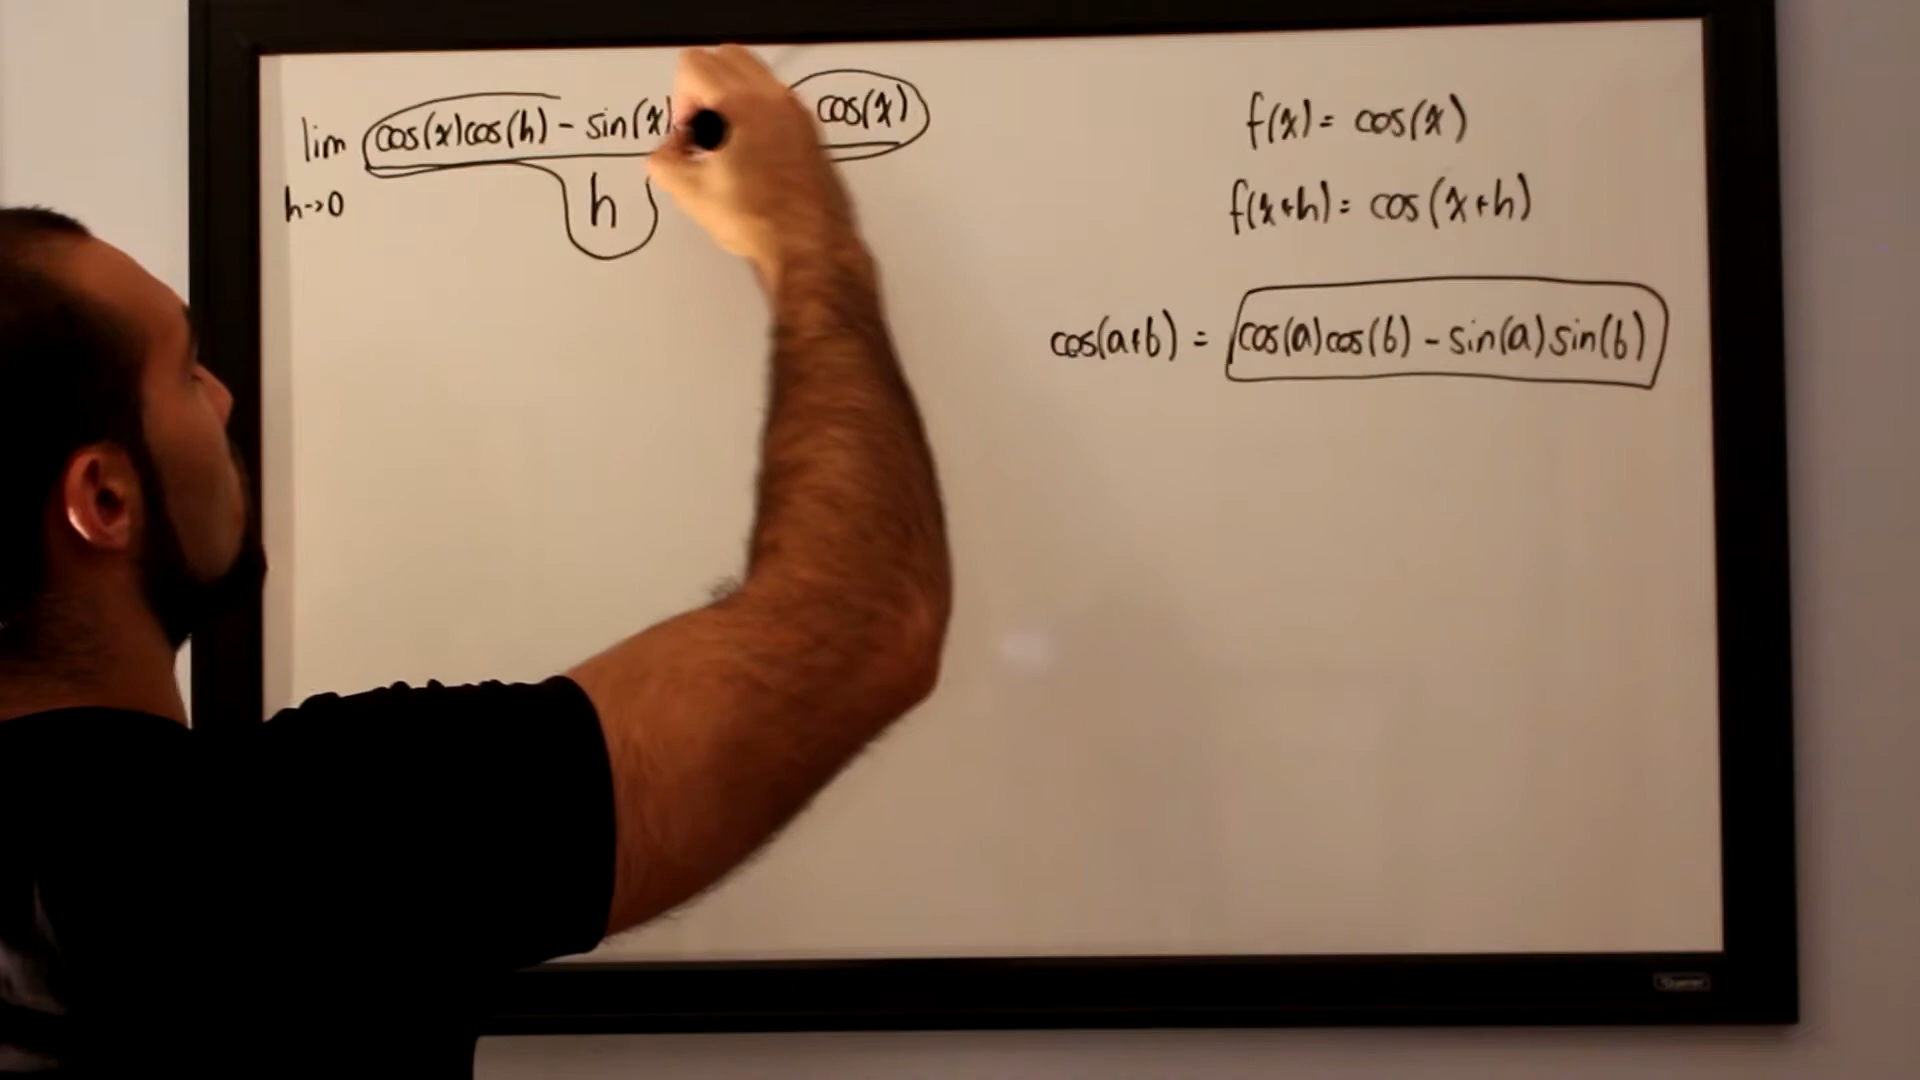 lim cos(x)cos(h) - sin(x) cos(x)
h→0 h
f(x) = cos(x)
f(x+h) = cos(x+h)
cos(a+b) = cos(a)cos(b) - sin(a)sin(b)